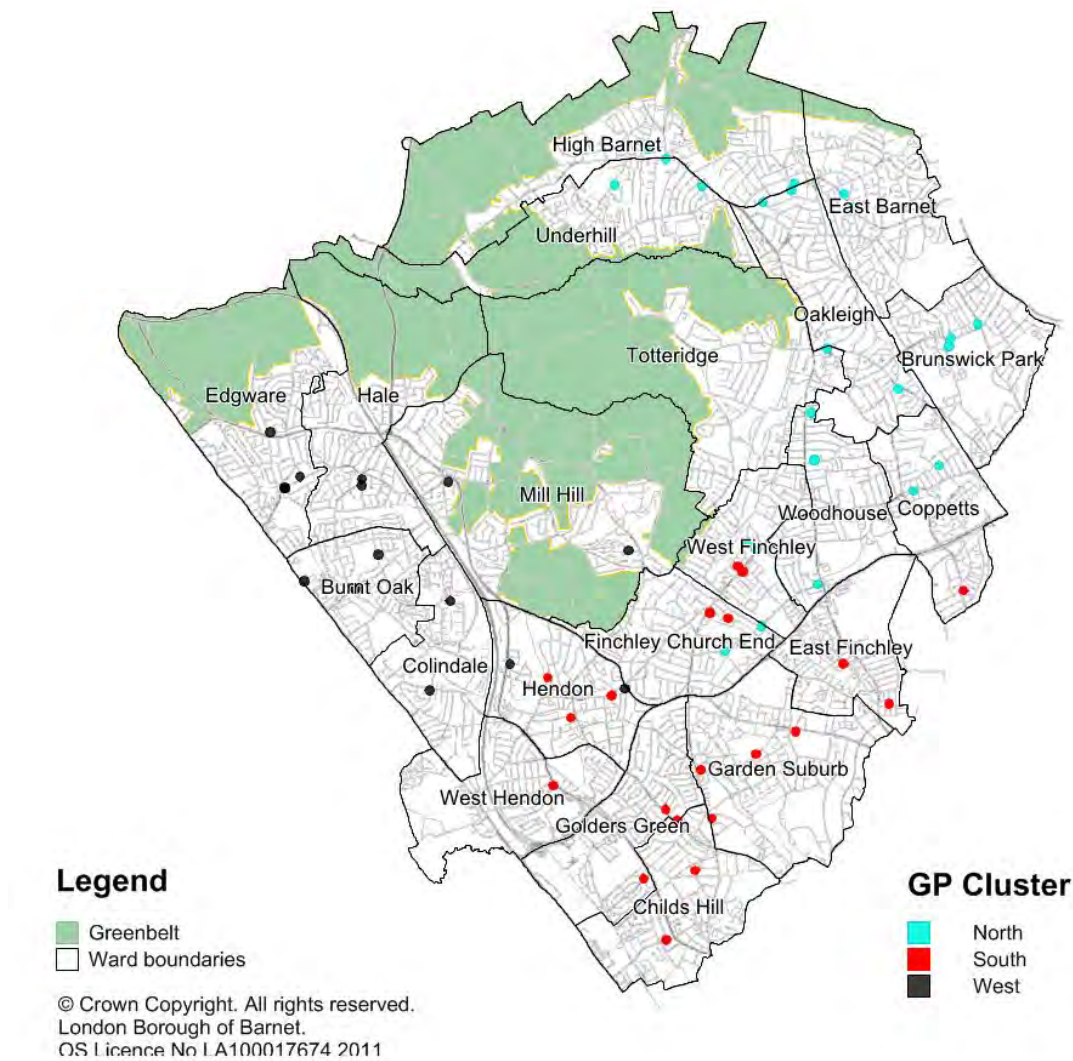 High Barnet
East Barnet
Underhill
Oakleigh
Totteridge
Brunswick Park
Edgware
Hale
Mill Hill
Woodhouse
Coppetts
West Finchley
Burnt Oak
Finchley Church End
East Finchley
Colindale
Hendon
Garden Suburb
West Hendon
Golders Green
Childs Hill
Legend
Greenbelt
Ward boundaries
GP Cluster
North
South
West
© Crown Copyright. All rights reserved.
London Borough of Barnet.
OS Licence No LA100017674 2011